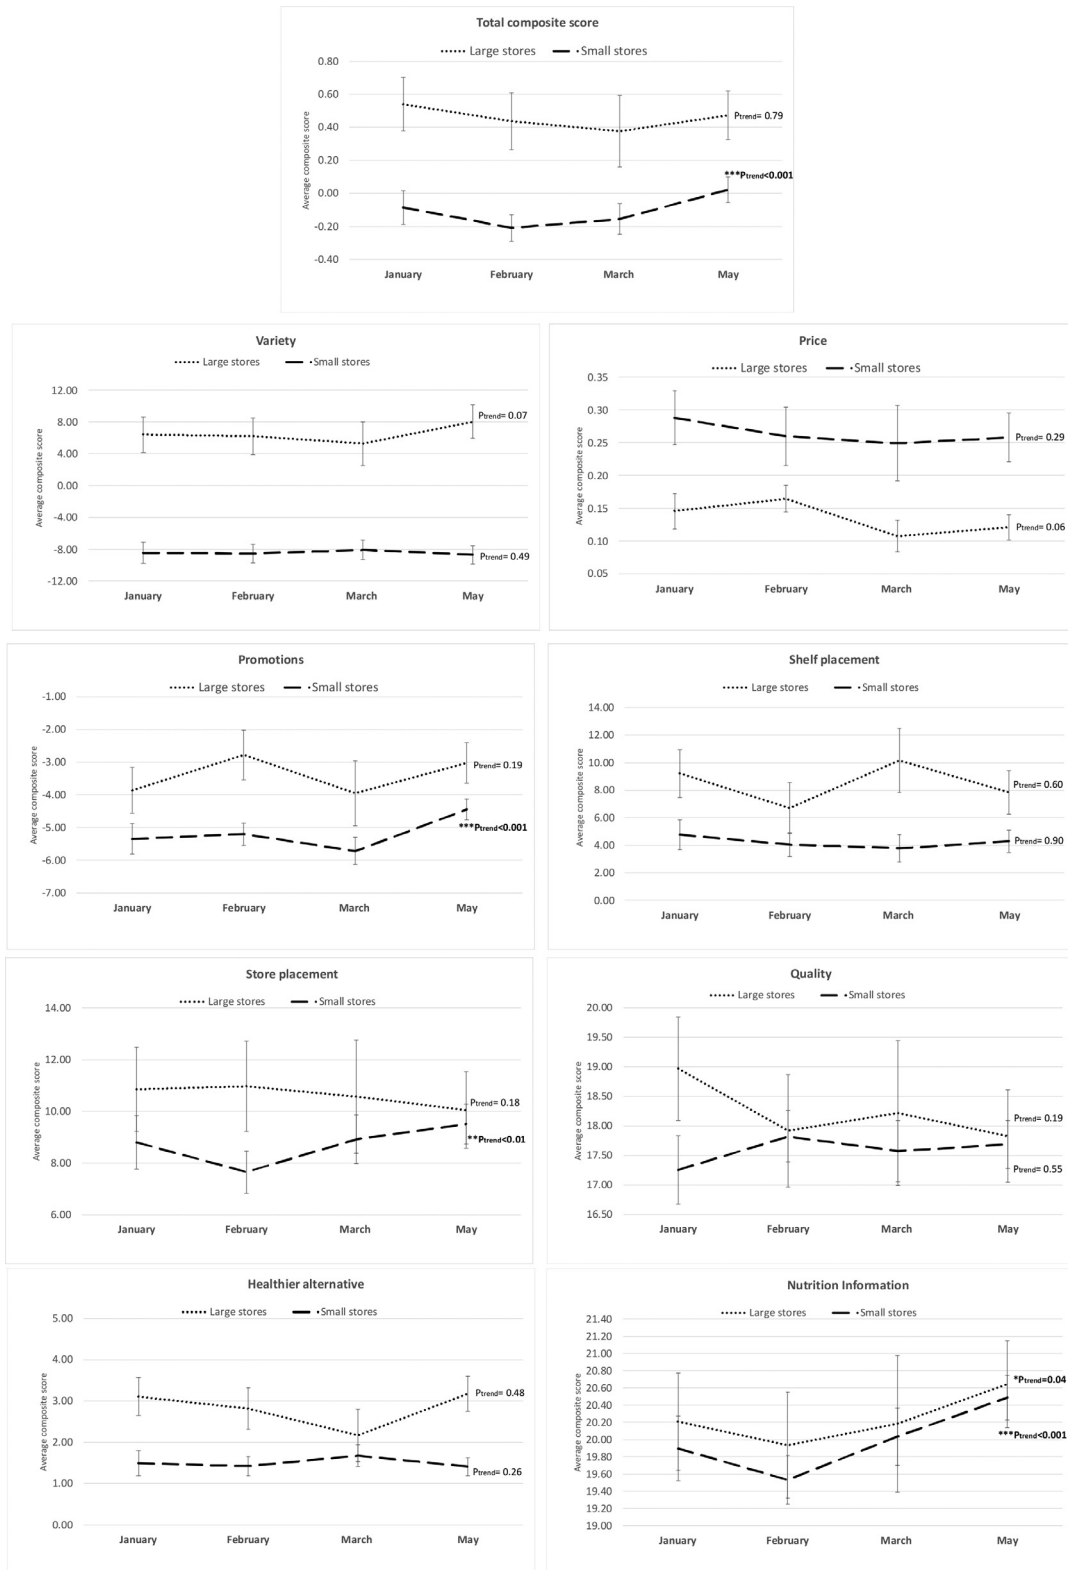 Total composite score
Large stores Small stores
Average composite score
0.80
0.60
0.40
0.20
0.00
-0.20
-0.40
Ptrend= 0.79
***Ptrend<0.001
January February March May
Variety
Large stores Small stores
Average composite score
12.00
8.00
4.00
0.00
-4.00
-8.00
-12.00
Ptrend= 0.07
Ptrend= 0.49
January February March May
Price
Large stores Small stores
Average composite score
0.35
0.30
0.25
0.20
0.15
0.10
0.05
Ptrend= 0.29
Ptrend= 0.06
January February March May
Promotions
Large stores Small stores
Average composite score
-1.00
-2.00
-3.00
-4.00
-5.00
-6.00
-7.00
Ptrend= 0.19
***Ptrend<0.001
January February March May
Shelf placement
Large stores Small stores
Average composite score
14.00
12.00
10.00
8.00
6.00
4.00
2.00
0.00
Ptrend= 0.60
Ptrend= 0.90
January February March May
Store placement
Large stores Small stores
Average composite score
14.00
12.00
10.00
8.00
6.00
Ptrend= 0.18
**Ptrend<0.01
January February March May
Quality
Large stores Small stores
Average composite score
20.00
19.50
19.00
18.50
18.00
17.50
17.00
16.50
Ptrend= 0.19
Ptrend= 0.55
January February March May
Healthier alternative
Large stores Small stores
Average composite score
5.00
4.00
3.00
2.00
1.00
0.00
Ptrend= 0.48
Ptrend= 0.26
January February March May
Nutrition Information
Large stores Small stores
Average composite score
21.40
21.20
21.00
20.80
20.60
20.40
20.20
20.00
19.80
19.60
19.40
19.20
19.00
*Ptrend=0.04
***Ptrend<0.001
January February March May